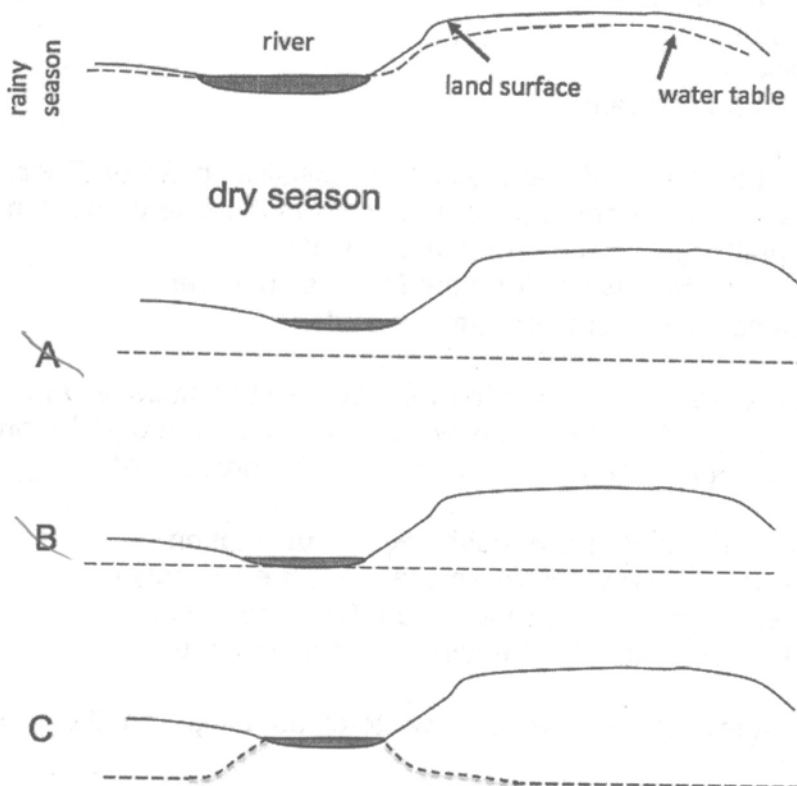 rainy
season
river
land surface
water table
dry season
A
B
C